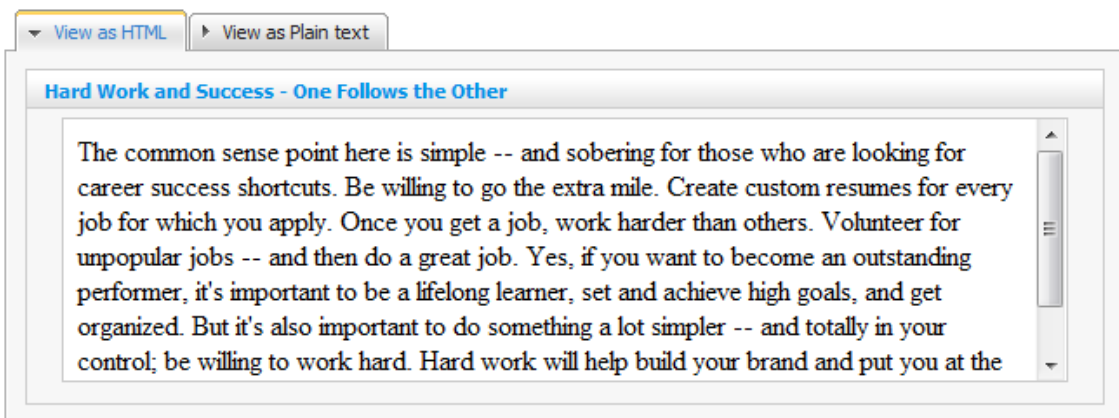 View as HTML View as Plain text
Hard Work and Success - One Follows the Other
The common sense point here is simple -- and sobering for those who are looking for
career success shortcuts. Be willing to go the extra mile. Create custom resumes for every
job for which you apply. Once you get a job, work harder than others. Volunteer for
unpopular jobs -- and then do a great job. Yes, if you want to become an outstanding
performer, it's important to be a lifelong learner, set and achieve high goals, and get
organized. But it's also important to do something a lot simpler -- and totally in your
control; be willing to work hard. Hard work will help build your brand and put you at the